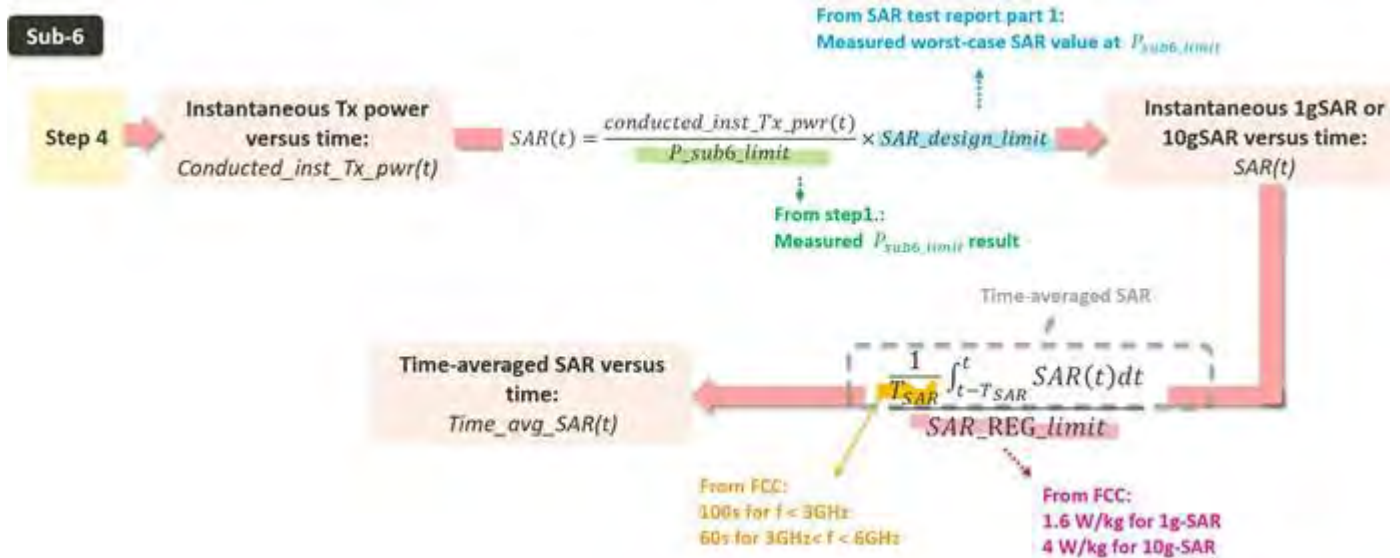 Sub-6
Step 4
Instantaneous Tx power
versus time:
Conducted_inst_Tx_pwr(t)
From SAR test report part 1:
Measured worst-case SAR value at P_sub6_limit
SAR(t) = conducted_inst_Tx_pwr(t) / P_sub6_limit × SAR_design_limit
From step1.:
Measured P_sub6_limit result
Instantaneous 1gSAR or
10gSAR versus time:
SAR(t)
Time-averaged SAR
1/T_SAR ∫_{t-T_SAR}^{t} SAR(t)dt
SAR_REG_limit
Time-averaged SAR versus
time:
Time_avg_SAR(t)
From FCC:
100s for f < 3GHz
60s for 3GHz< f < 6GHz
From FCC:
1.6 W/kg for 1g-SAR
4 W/kg for 10g-SAR